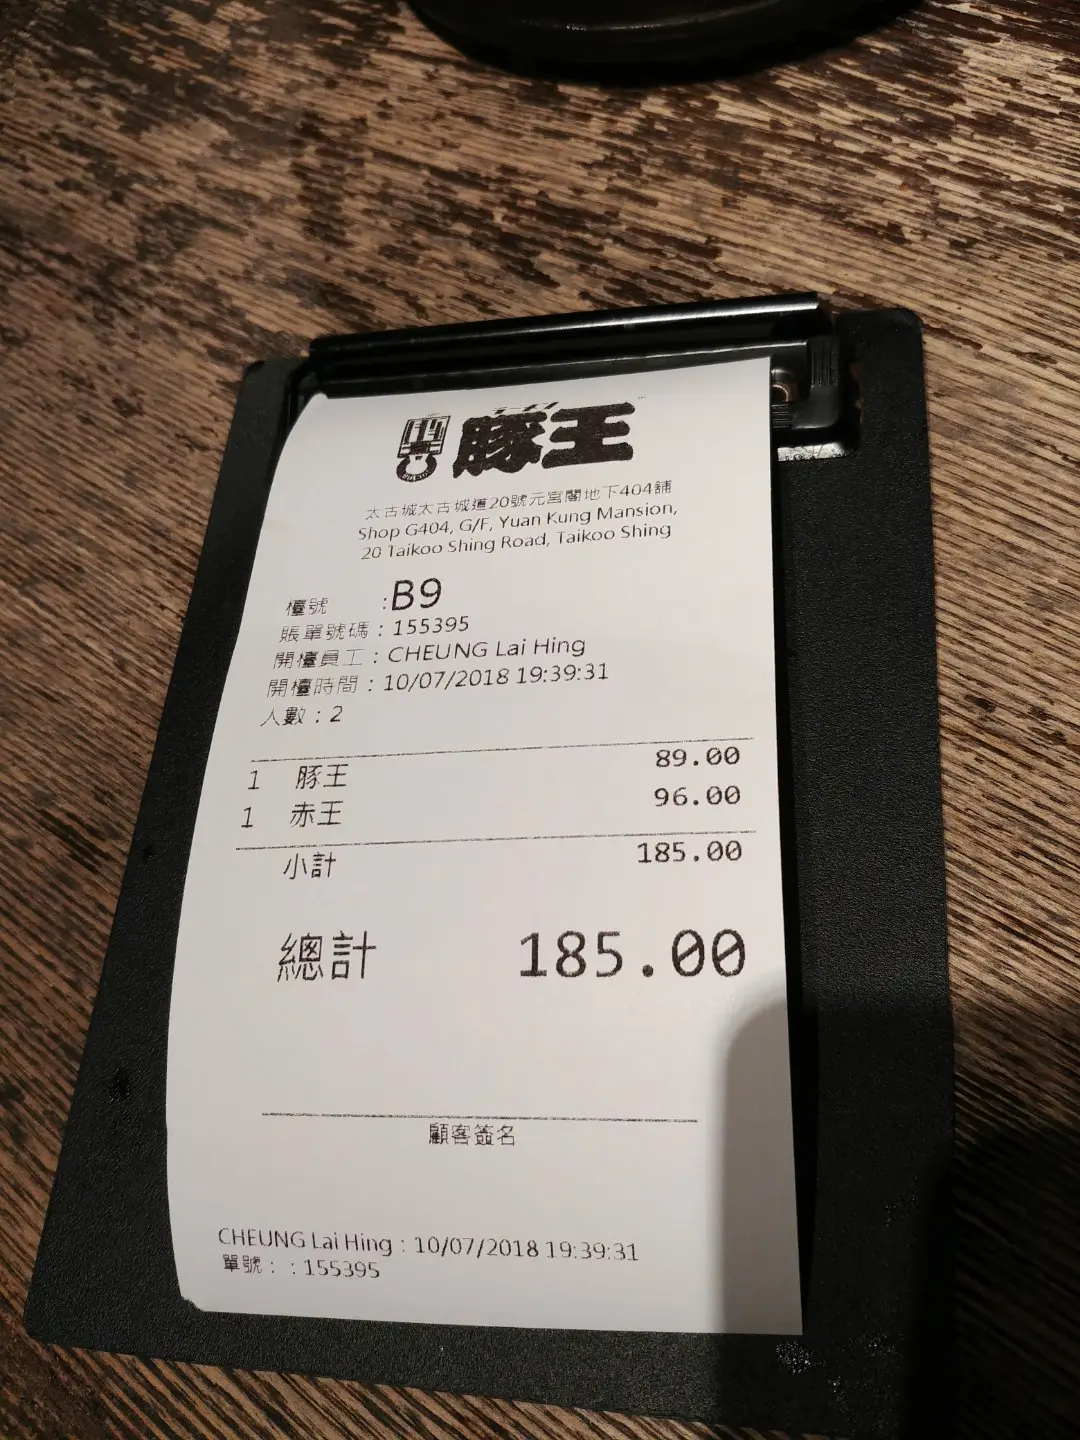 豚王
太古城太古城道20號元宮閣地下404舖
Shop G404, G/F, Yuan Kung Mansion,
20 Taikoo Shing Road, Taikoo Shing
檯號 :B9
賬單號碼 : 155395
開檯員工 : CHEUNG Lai Hing
開檯時間 : 10/07/2018 19:39:31
人數 : 2
1 豚王 89.00
1 赤王 96.00
小計 185.00
總計 185.00
顧客簽名
CHEUNG Lai Hing : 10/07/2018 19:39:31
單號 : : 155395